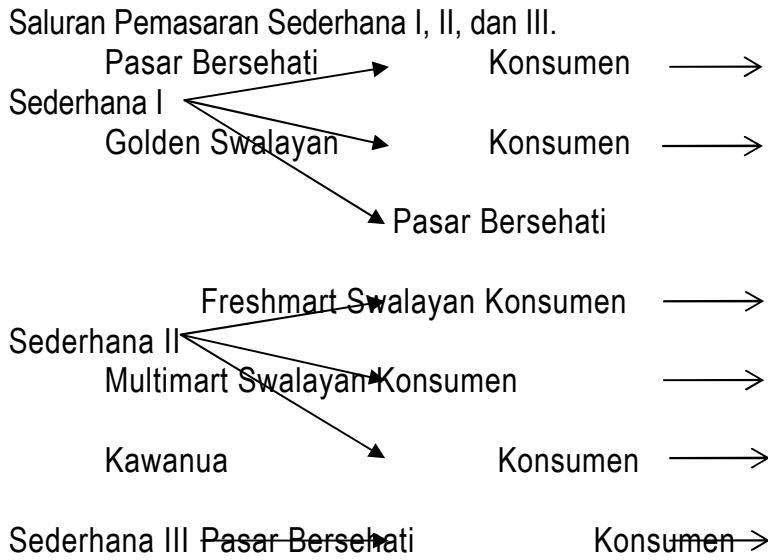 Saluran Pemasaran Sederhana I, II, dan III.
Pasar Bersehati Konsumen
Sederhana I
Golden Swalayan Konsumen
Pasar Bersehati
Freshmart Swalayan Konsumen
Sederhana II
Multimart Swalayan Konsumen
Kawanua Konsumen
Sederhana III Pasar Bersehati Konsumen